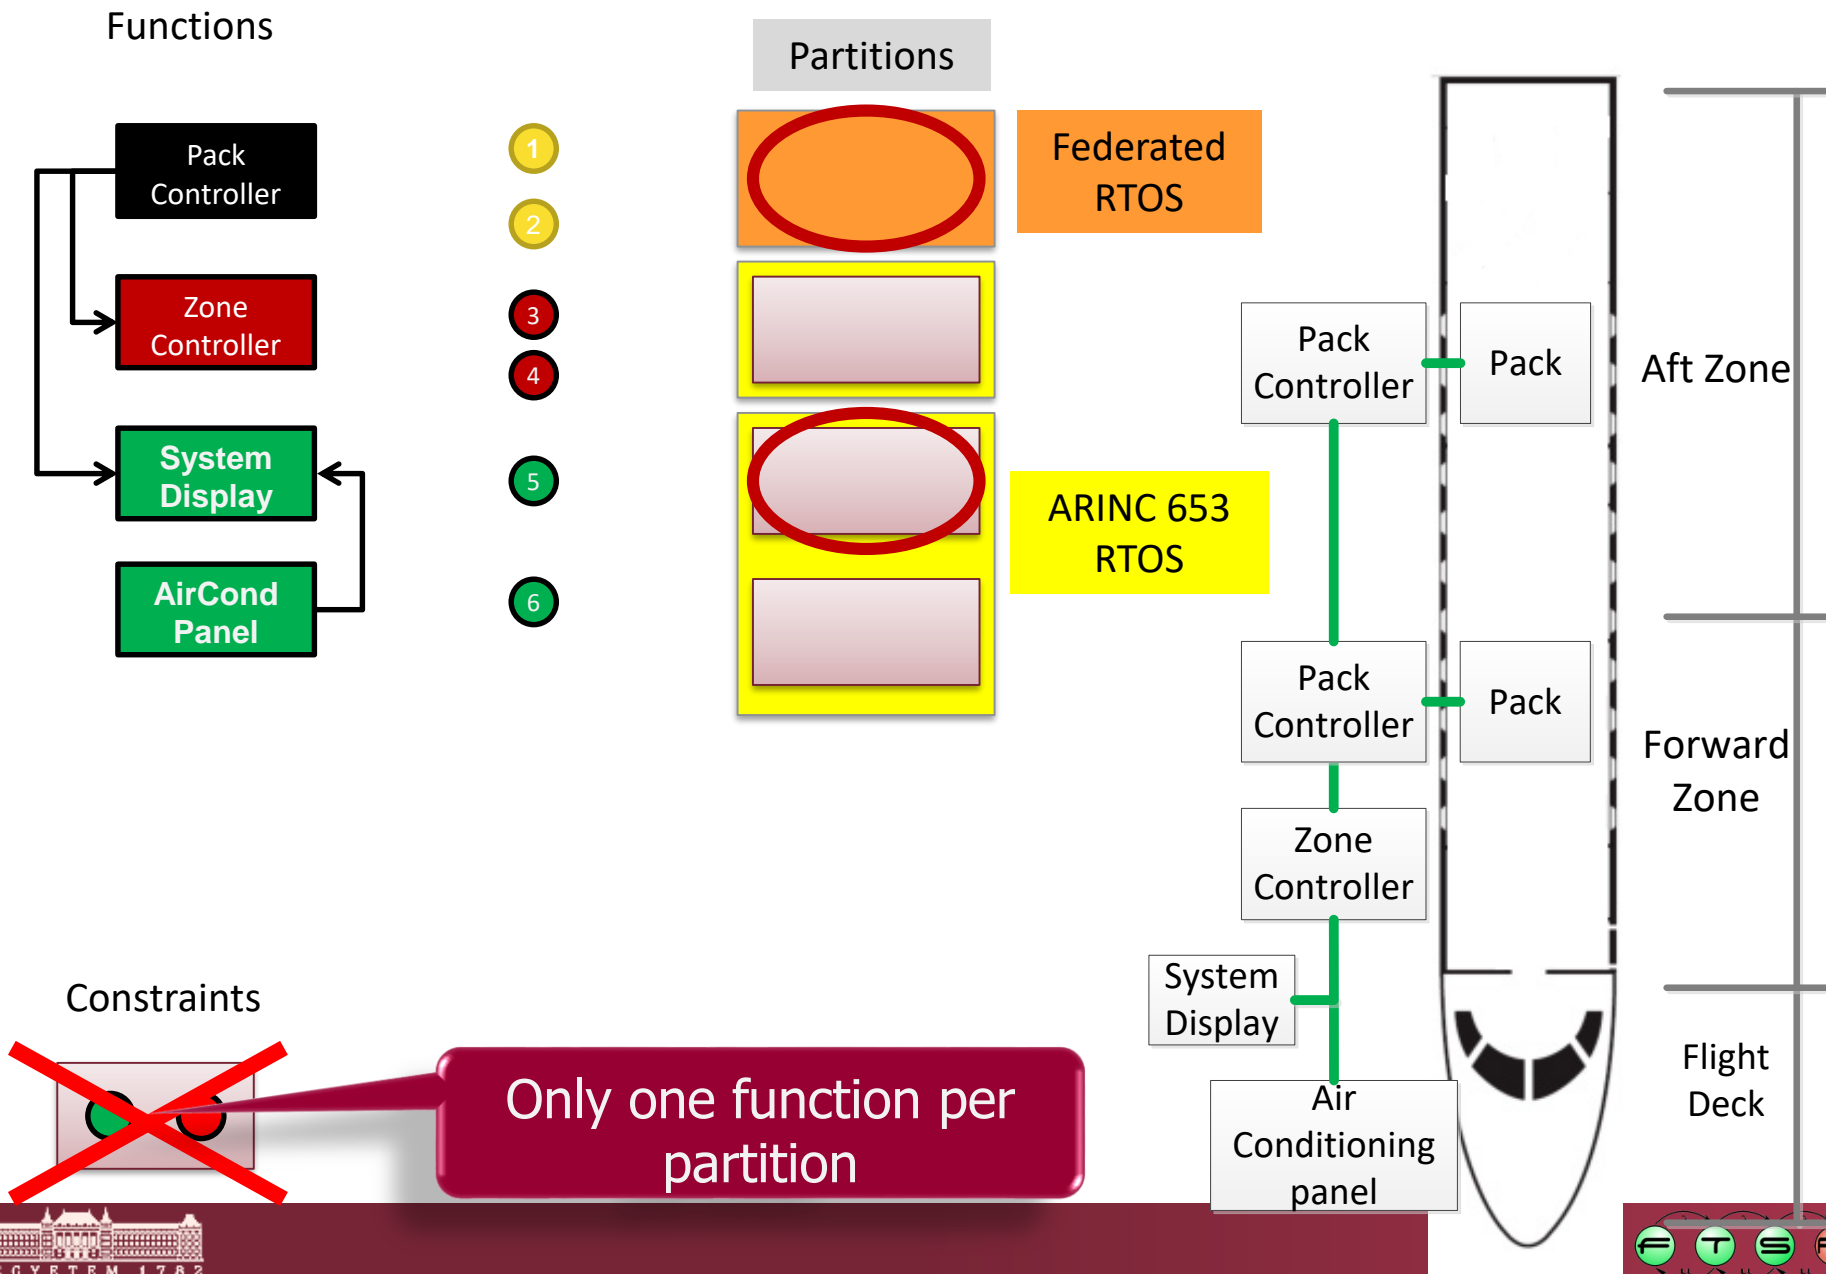 Functions
Partitions
Pack
Controller
Zone
Controller
System
Display
AirCond
Panel
1
2
3
4
5
6
Federated
RTOS
ARINC 653
RTOS
Pack
Controller
Pack
Aft Zone
Pack
Controller
Pack
Forward
Zone
Zone
Controller
System
Display
Air
Conditioning
panel
Flight
Deck
Constraints
Only one function per
partition
EGYETEM 1782
F T S R